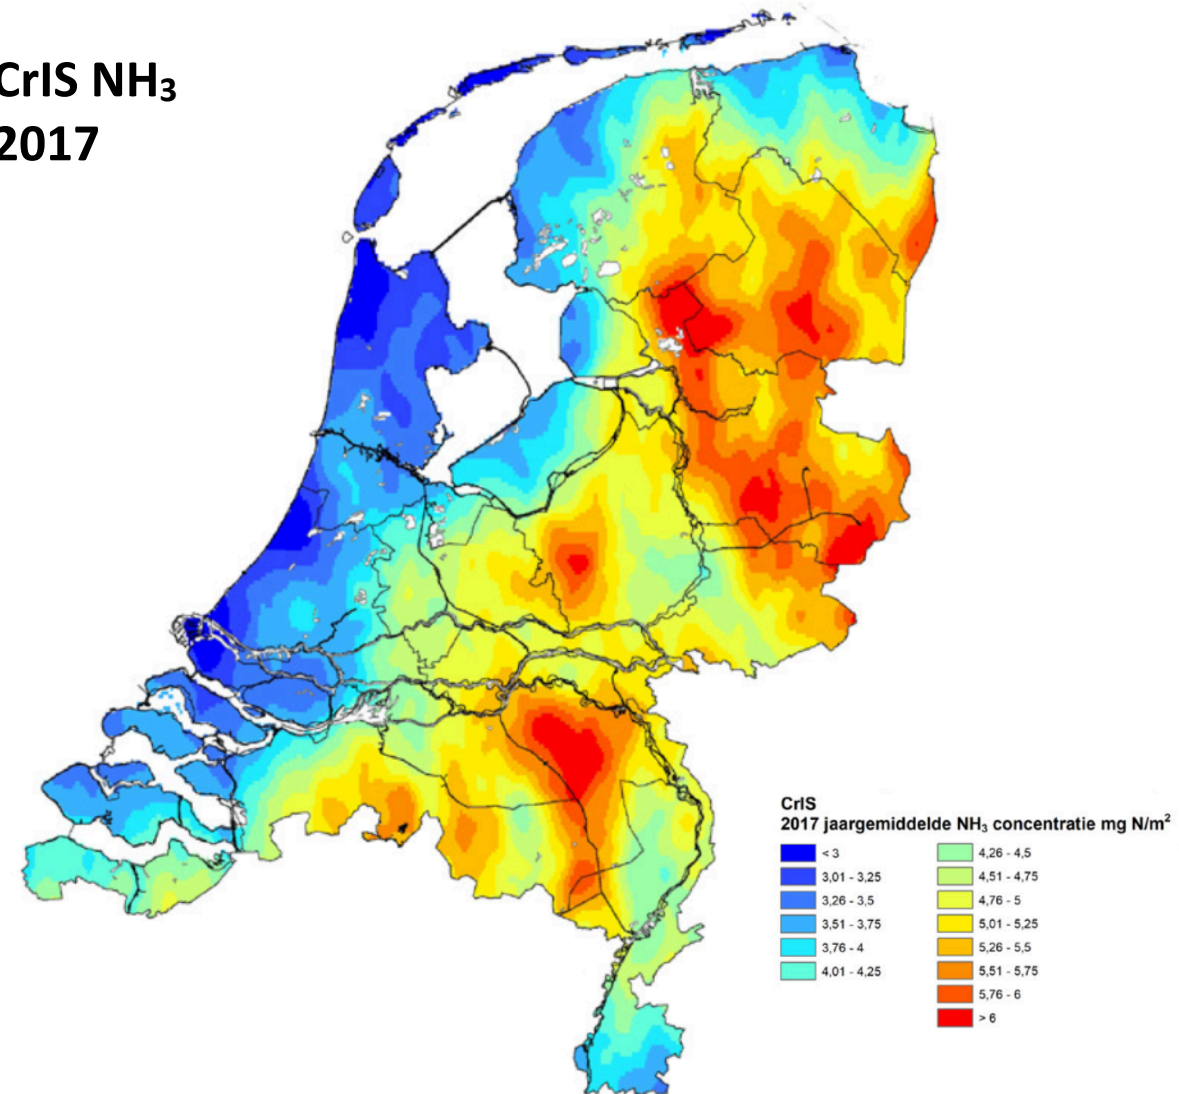 CrIS NH₃
2017
CrIS
2017 jaargemiddelde NH₃ concentratie mg N/m²
< 3
3,01 - 3,25
3,26 - 3,5
3,51 - 3,75
3,76 - 4
4,01 - 4,25
4,26 - 4,5
4,51 - 4,75
4,76 - 5
5,01 - 5,25
5,26 - 5,5
5,51 - 5,75
5,76 - 6
> 6